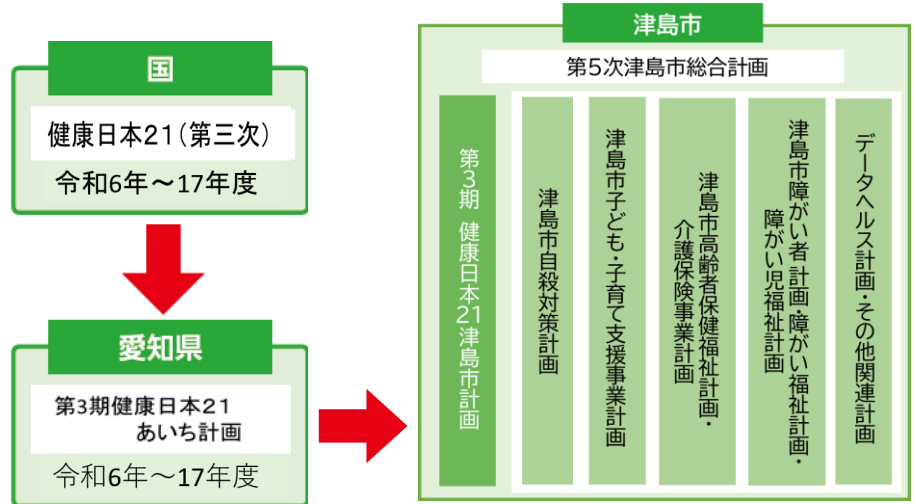 国
健康日本21(第三次)
令和6年～17年度
愛知県
第3期健康日本21
あいち計画
令和6年～17年度
津島市
第5次津島市総合計画
第3期 健康日本21津島市計画
津島市自殺対策計画
津島市子ども・子育て支援事業計画
津島市高齢者保健福祉計画・
介護保険事業計画
津島市障がい者計画・障がい福祉計画・
障がい児福祉計画
データヘルス計画・その他関連計画